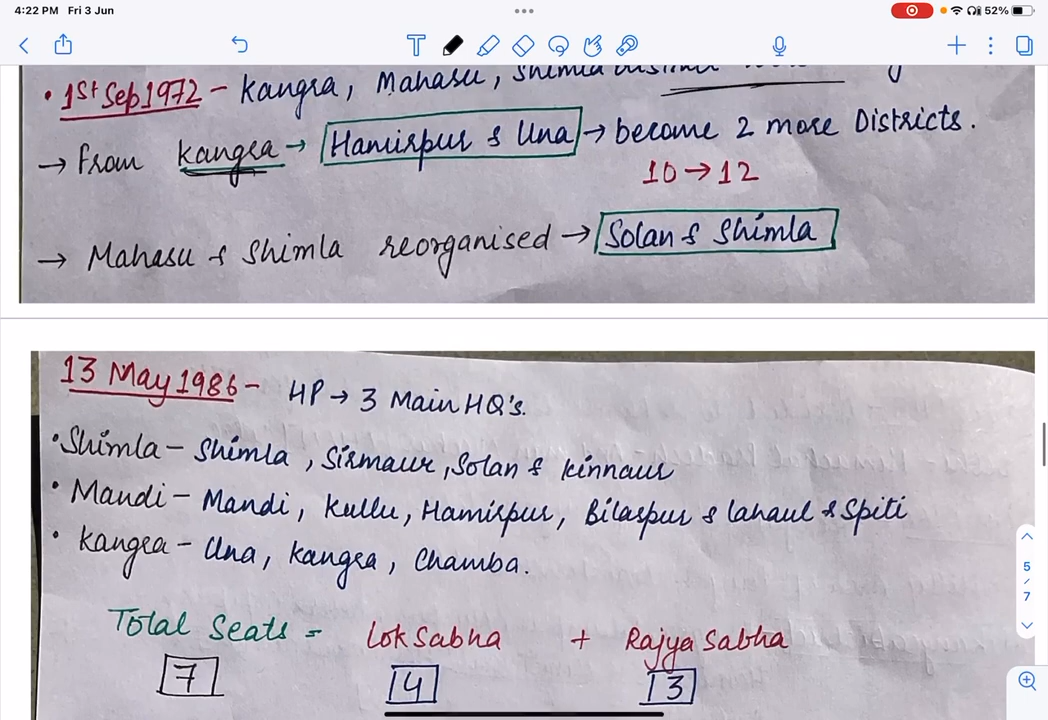 4:22 PM Fri 3 Jun
52%
• 1st Sep 1972 - Kangra, Mahasu, Shimla
→ From Kangra → Hamirpur & Una → become 2 more Districts.
10 → 12
→ Mahasu & Shimla reorganised → Solan & Shimla
13 May 1986 - HP → 3 Main HQ's.
• Shimla - Shimla, Sirmaur, Solan & Kinnaur
• Mandi - Mandi, Kullu, Hamirpur, Bilaspur & Lahaul & Spiti
• Kangra - Una, Kangra, Chamba.
Total Seats = Lok Sabha + Rajya Sabha
7 4 3
5
/
7